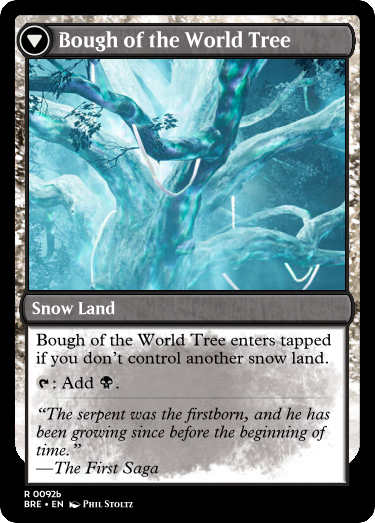 Bough of the World Tree
Snow Land
Bough of the World Tree enters tapped
if you don't control another snow land.
: Add .
"The serpent was the firstborn, and he has
been growing since before the beginning of
time."
—The First Saga
R 0092b
BRE • EN Phil Stoltz